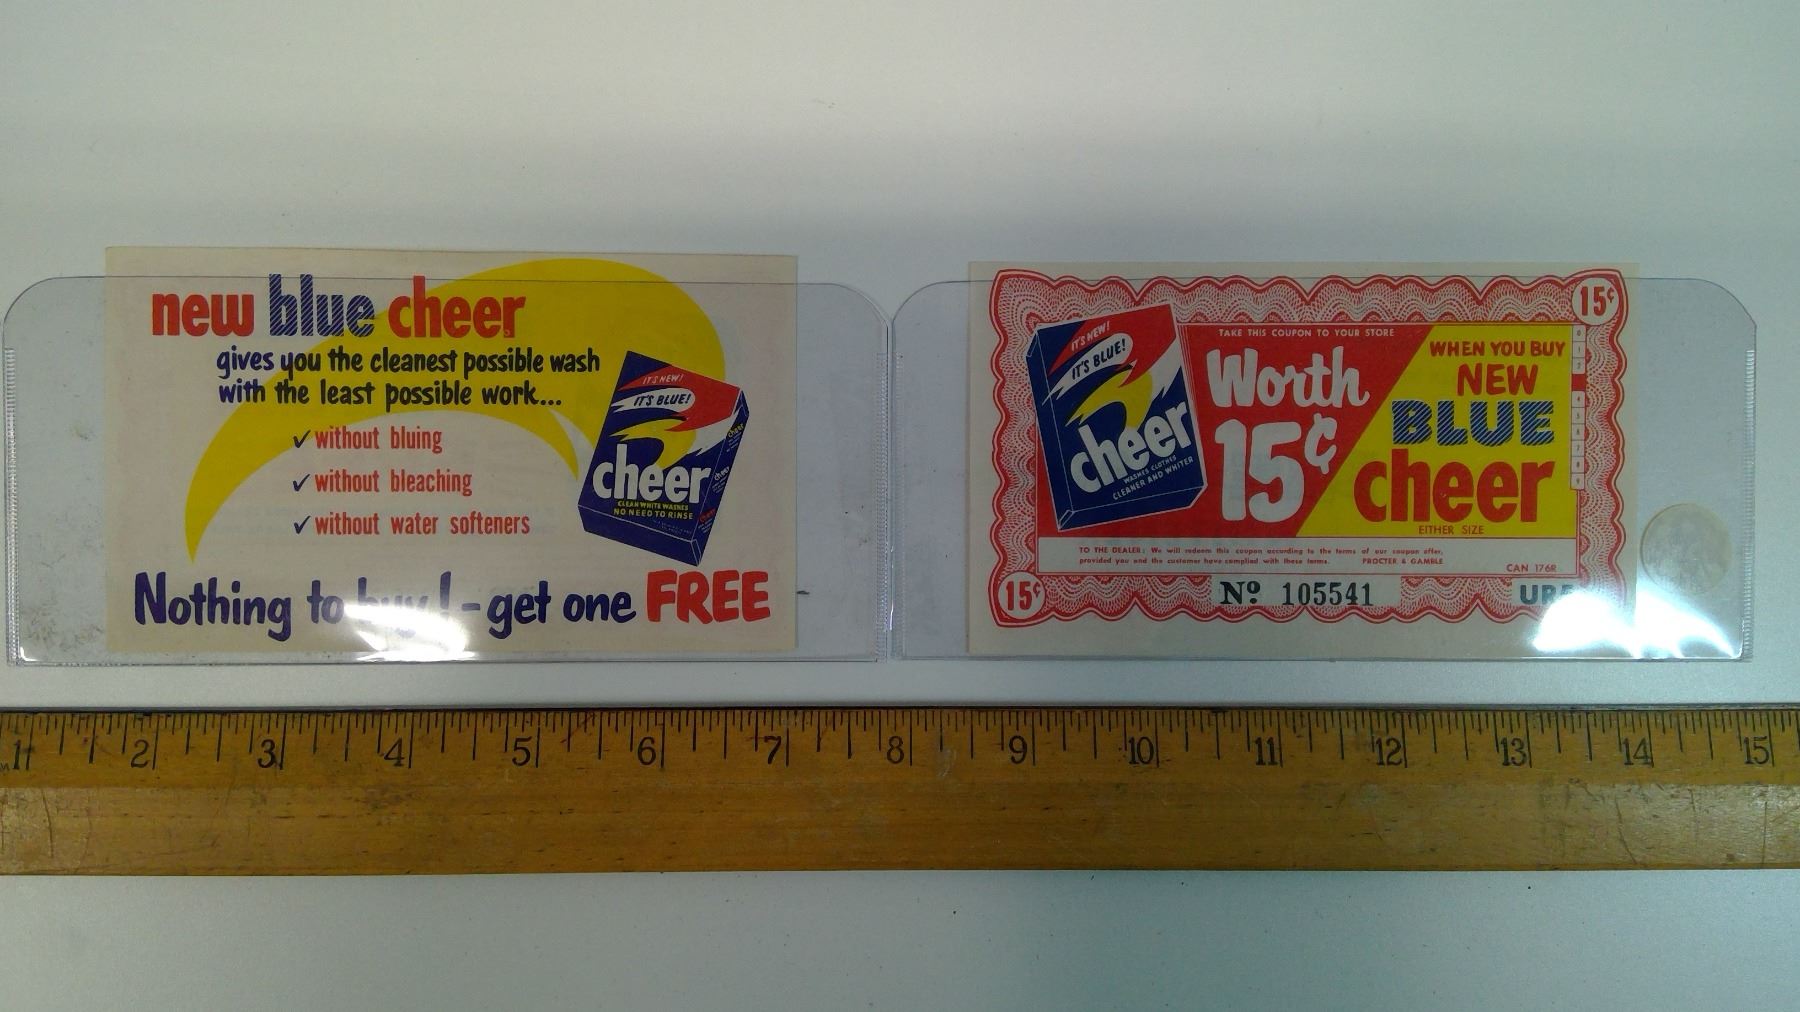 new blue cheer
gives you the cleanest possible wash
with the least possible work...
✓ without bluing
✓ without bleaching
✓ without water softeners
Nothing to buy! - get one FREE
IT'S NEW!
IT'S BLUE!
cheer
CLEAN WHITE WASHES
NO NEED TO RINSE
15¢
TAKE THIS COUPON TO YOUR STORE
Worth
15¢
WHEN YOU BUY
NEW
BLUE
cheer
EITHER SIZE
IT'S NEW!
IT'S BLUE!
cheer
WASHES CLOTHES
CLEANER AND WHITER
TO THE DEALER: We will redeem this coupon according to the terms of our coupon offer,
provided you and the customer have complied with these terms. PROCTER & GAMBLE
CAN 176R
15¢
Nº 105541
1 2 3 4 5 6 7 8 9 10 11 12 13 14 15